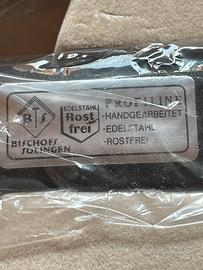 BS
BISCHOFF
SOLINGEN
EDELSTAHL
Rost
frei
PROFILINE
-HANDGEARBEITET
-EDELSTAHL
-ROSTFREI